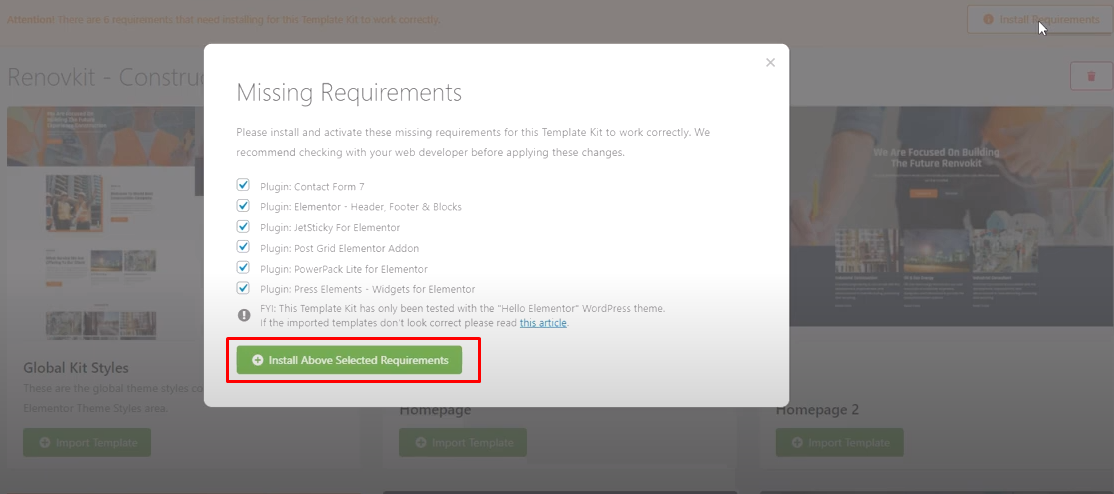 Attention! There are 6 requirements that need installing for this Template Kit to work correctly.
Install Requirements
Renovkit - Construc
Missing Requirements
Please install and activate these missing requirements for this Template Kit to work correctly. We
recommend checking with your web developer before applying these changes.
Plugin: Contact Form 7
Plugin: Elementor - Header, Footer & Blocks
Plugin: JetSticky For Elementor
Plugin: Post Grid Elementor Addon
Plugin: PowerPack Lite for Elementor
Plugin: Press Elements - Widgets for Elementor
FYI: This Template Kit has only been tested with the "Hello Elementor" WordPress theme.
If the imported templates don't look correct please read this article.
Install Above Selected Requirements
We Are Focused On Building
The Future Renovkit
Global Kit Styles
These are the global theme styles co
Elementor Theme Styles area.
Import Template
Homepage
Import Template
Homepage 2
Import Template